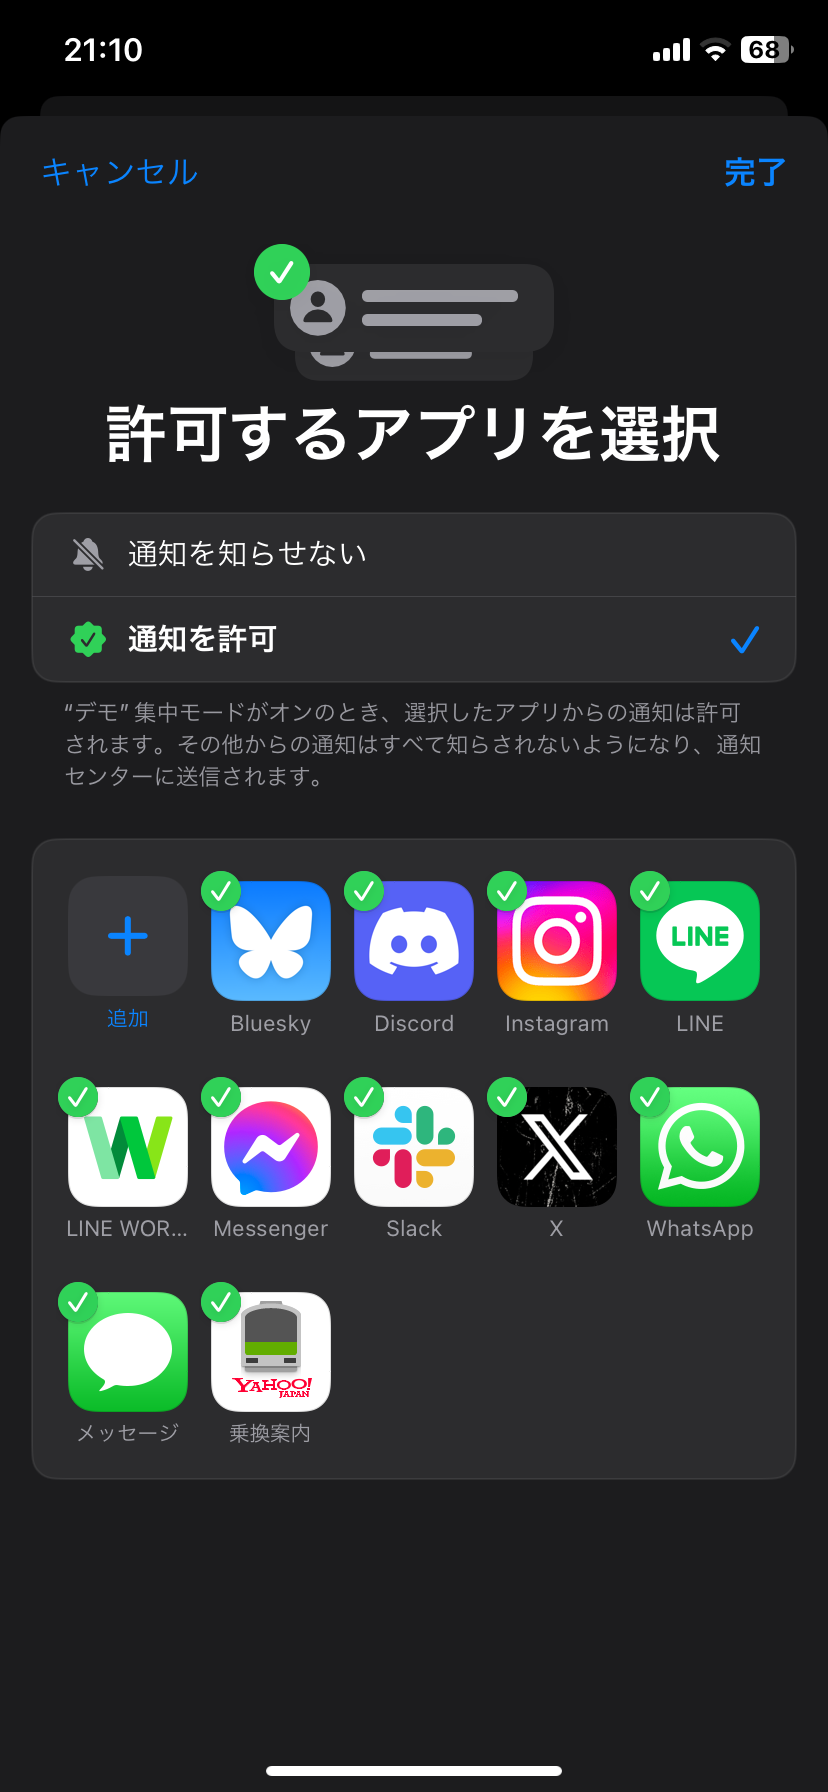 21:10
68
キャンセル
完了
許可するアプリを選択
通知を知らせない
通知を許可
“デモ” 集中モードがオンのとき、選択したアプリからの通知は許可
されます。その他からの通知はすべて知らされないようになり、通知
センターに送信されます。
LINE
追加
Bluesky
Discord
Instagram
LINE
LINE WOR...
Messenger
Slack
X
WhatsApp
YAHOO!
JAPAN
メッセージ
乗換案内